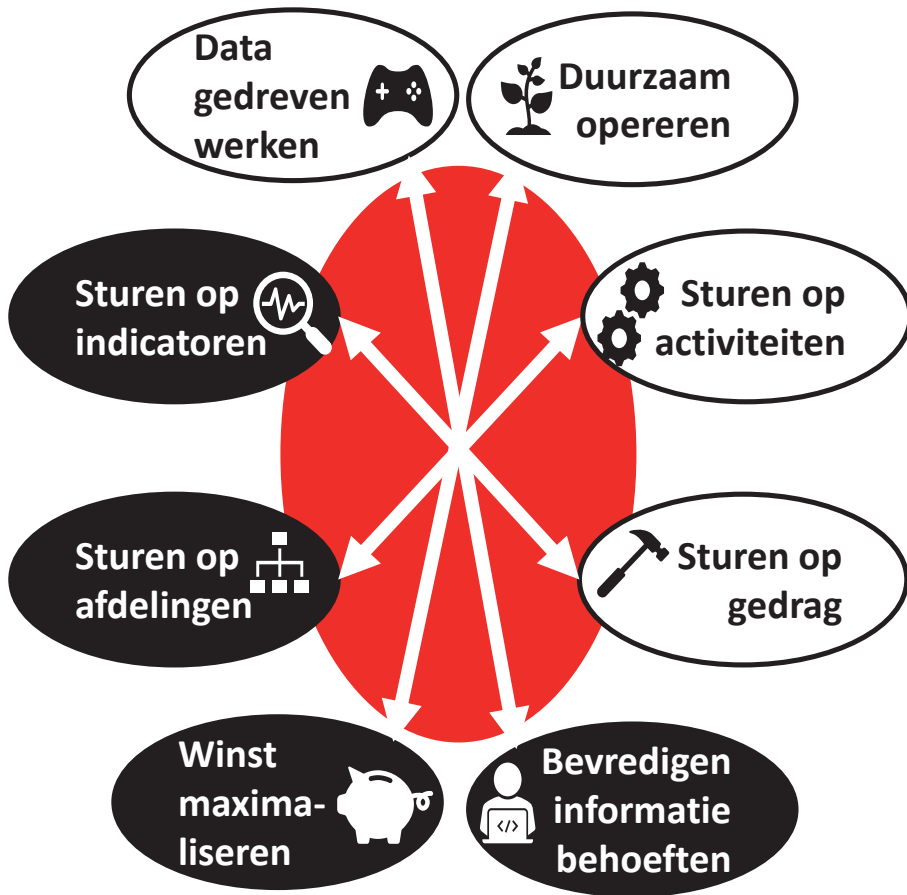 Data
gedreven
werken
Duurzaam
opereren
Sturen op
indicatoren
Sturen op
activiteiten
Sturen op
afdelingen
Sturen op
gedrag
Winst
maxima-
liseren
Bevredigen
informatie
behoeften
</>